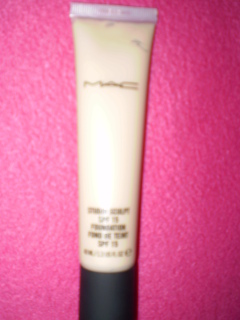 MAC
STUDIO SCULPT
SPF 15
FOUNDATION
FOND DE TEINT
SPF 15